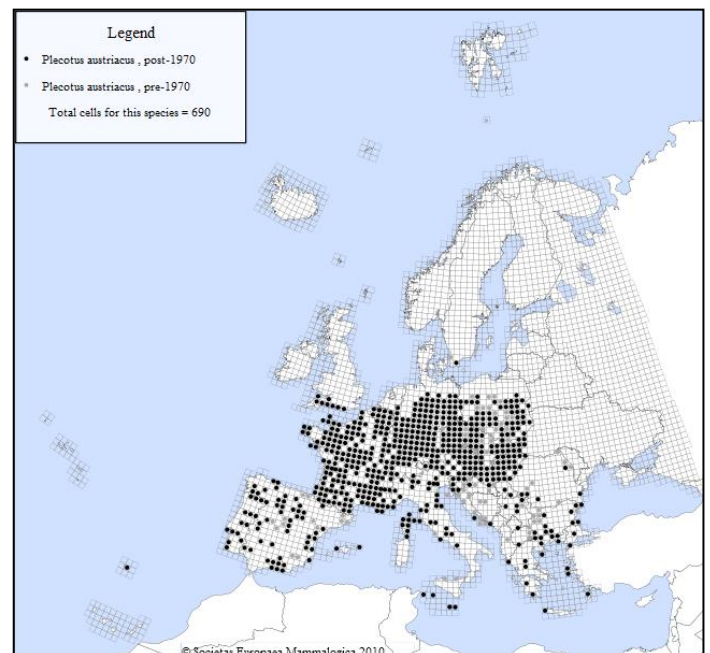 Legend
Plecotus austriacus , post-1970
Plecotus austriacus , pre-1970
Total cells for this species = 690
© Societas Europaea Mammalogica 2010